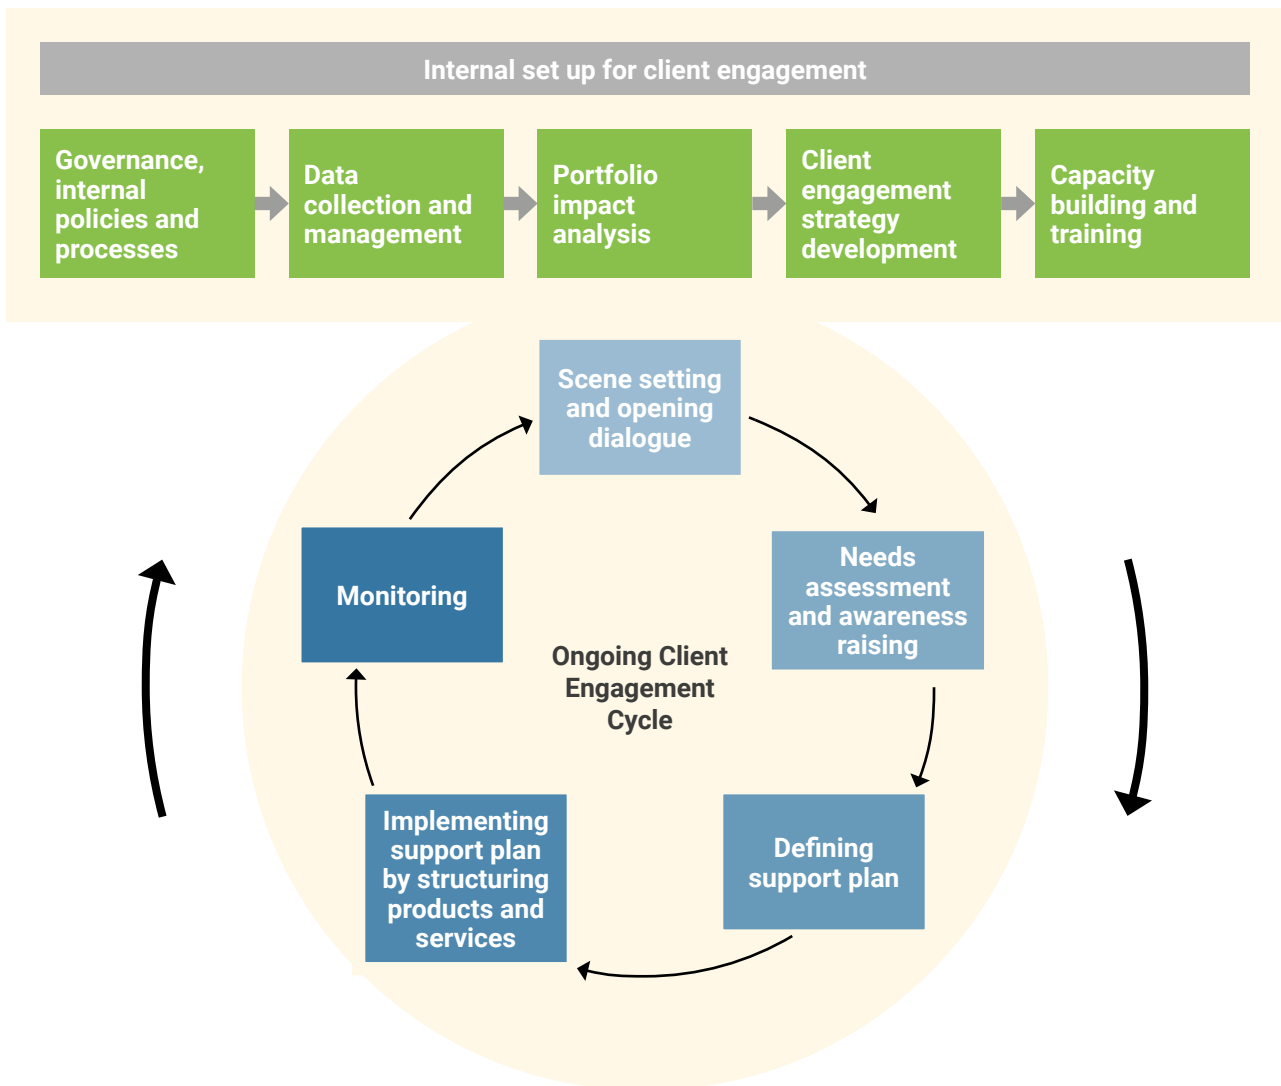 Internal set up for client engagement
Governance,
internal
policies and
processes
Data
collection and
management
Portfolio
impact
analysis
Client
engagement
strategy
development
Capacity
building and
training
Scene setting
and opening
dialogue
Needs
assessment
and awareness
raising
Defining
support plan
Implementing
support plan
by structuring
products and
services
Monitoring
Ongoing Client
Engagement
Cycle